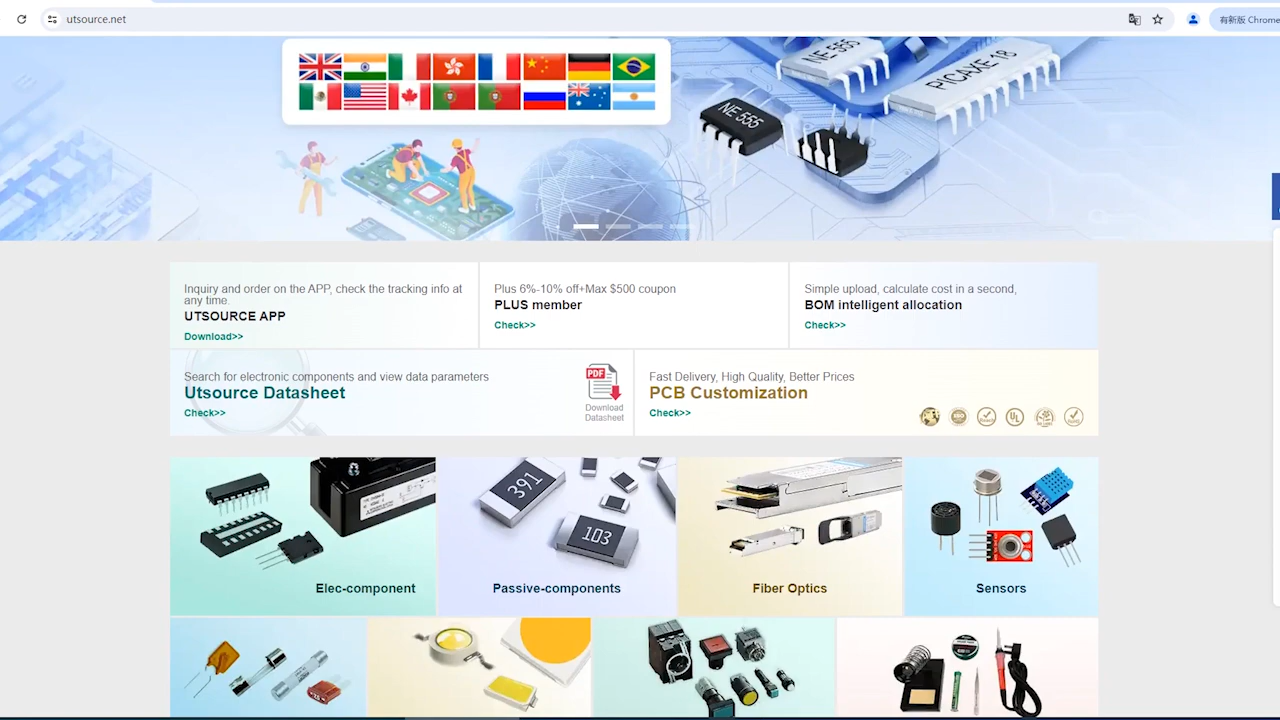 utsource.net
有新版 Chrome
NE 555
PICAXE-18
NE 555
Inquiry and order on the APP, check the tracking info at
any time.
UTSOURCE APP
Download>>
Plus 6%-10% off+Max $500 coupon
PLUS member
Check>>
Simple upload, calculate cost in a second,
BOM intelligent allocation
Check>>
Search for electronic components and view data parameters
Utsource Datasheet
Check>>
PDF
Download
Datasheet
Fast Delivery, High Quality, Better Prices
PCB Customization
Check>>
391
103
Elec-component
Passive-components
Fiber Optics
Sensors